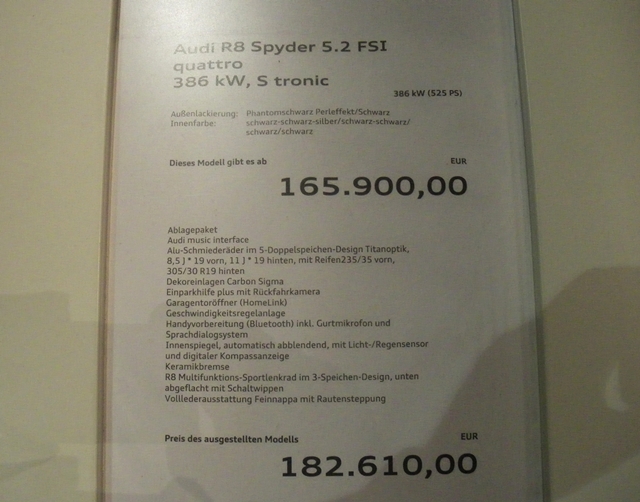 Audi R8 Spyder 5.2 FSI
quattro
386 kW, S tronic
386 kW (525 PS)
Außenlackierung: Phantomschwarz Perleffekt/Schwarz
Innenfarbe: schwarz-schwarz-silber/schwarz-schwarz/
schwarz/schwarz
Dieses Modell gibt es ab EUR
165.900,00
Ablagepaket
Audi music interface
Alu-Schmiederäder im 5-Doppelspeichen-Design Titanoptik,
8,5 J * 19 vorn, 11 J * 19 hinten, mit Reifen235/35 vorn,
305/30 R19 hinten
Dekoreinlagen Carbon Sigma
Einparkhilfe plus mit Rückfahrkamera
Garagentoröffner (HomeLink)
Geschwindigkeitsregelanlage
Handyvorbereitung (Bluetooth) inkl. Gurtmikrofon und
Sprachdialogsystem
Innenspiegel, automatisch abblendend, mit Licht-/Regensensor
und digitaler Kompassanzeige
Keramikbremse
R8 Multifunktions-Sportlenkrad im 3-Speichen-Design, unten
abgeflacht mit Schaltwippen
Volllederausstattung Feinnappa mit Rautensteppung
Preis des ausgestellten Modells EUR
182.610,00